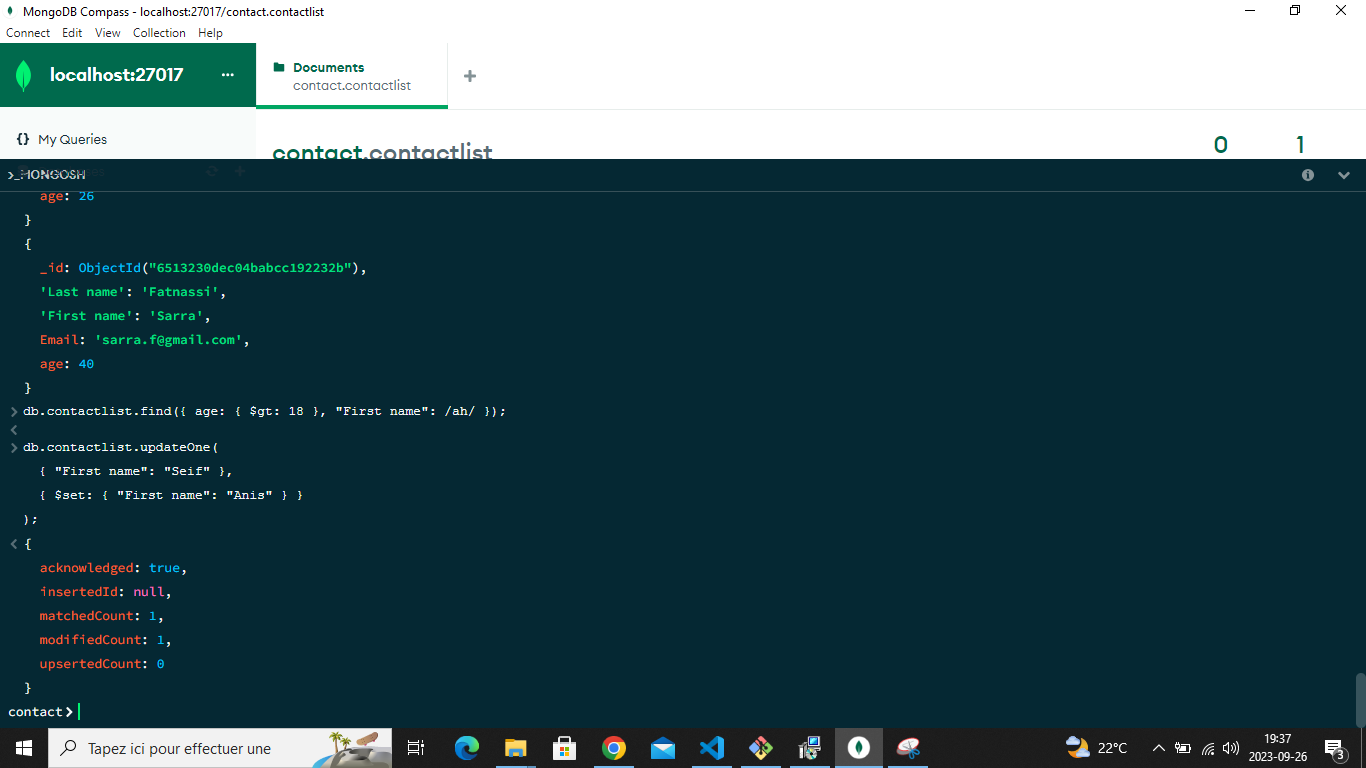 MongoDB Compass - localhost:27017/contact.contactlist
Connect Edit View Collection Help
localhost:27017 ...
Documents
contact.contactlist
{} My Queries
contact.contactlist
0 1
>_MONGOSH
age: 26
}
{
_id: ObjectId("6513230dec04babcc192232b"),
'Last name': 'Fatnassi',
'First name': 'Sarra',
Email: 'sarra.f@gmail.com',
age: 40
}
> db.contactlist.find({ age: { $gt: 18 }, "First name": /ah/ });
<
> db.contactlist.updateOne(
{ "First name": "Seif" },
{ $set: { "First name": "Anis" } }
);
< {
acknowledged: true,
insertedId: null,
matchedCount: 1,
modifiedCount: 1,
upsertedCount: 0
}
contact>
Tapez ici pour effectuer une
22°C
19:37
2023-09-26
3